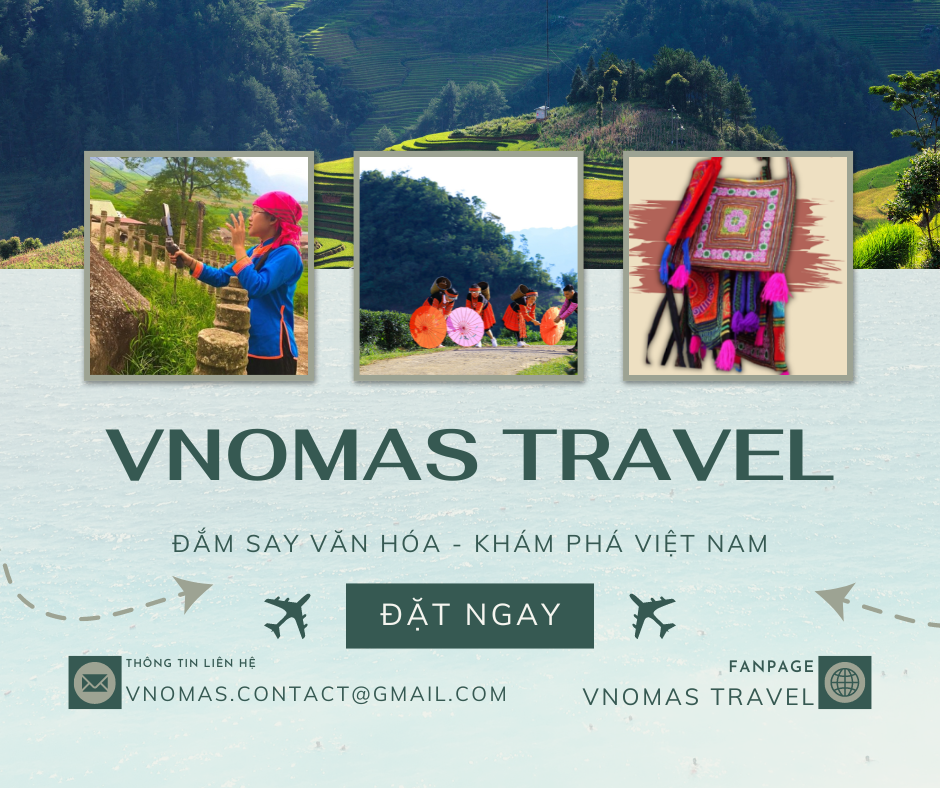 VNOMAS TRAVEL
ĐẮM SAY VĂN HÓA - KHÁM PHÁ VIỆT NAM
ĐẶT NGAY
THÔNG TIN LIÊN HỆ
VNOMAS.CONTACT@GMAIL.COM
FANPAGE
VNOMAS TRAVEL